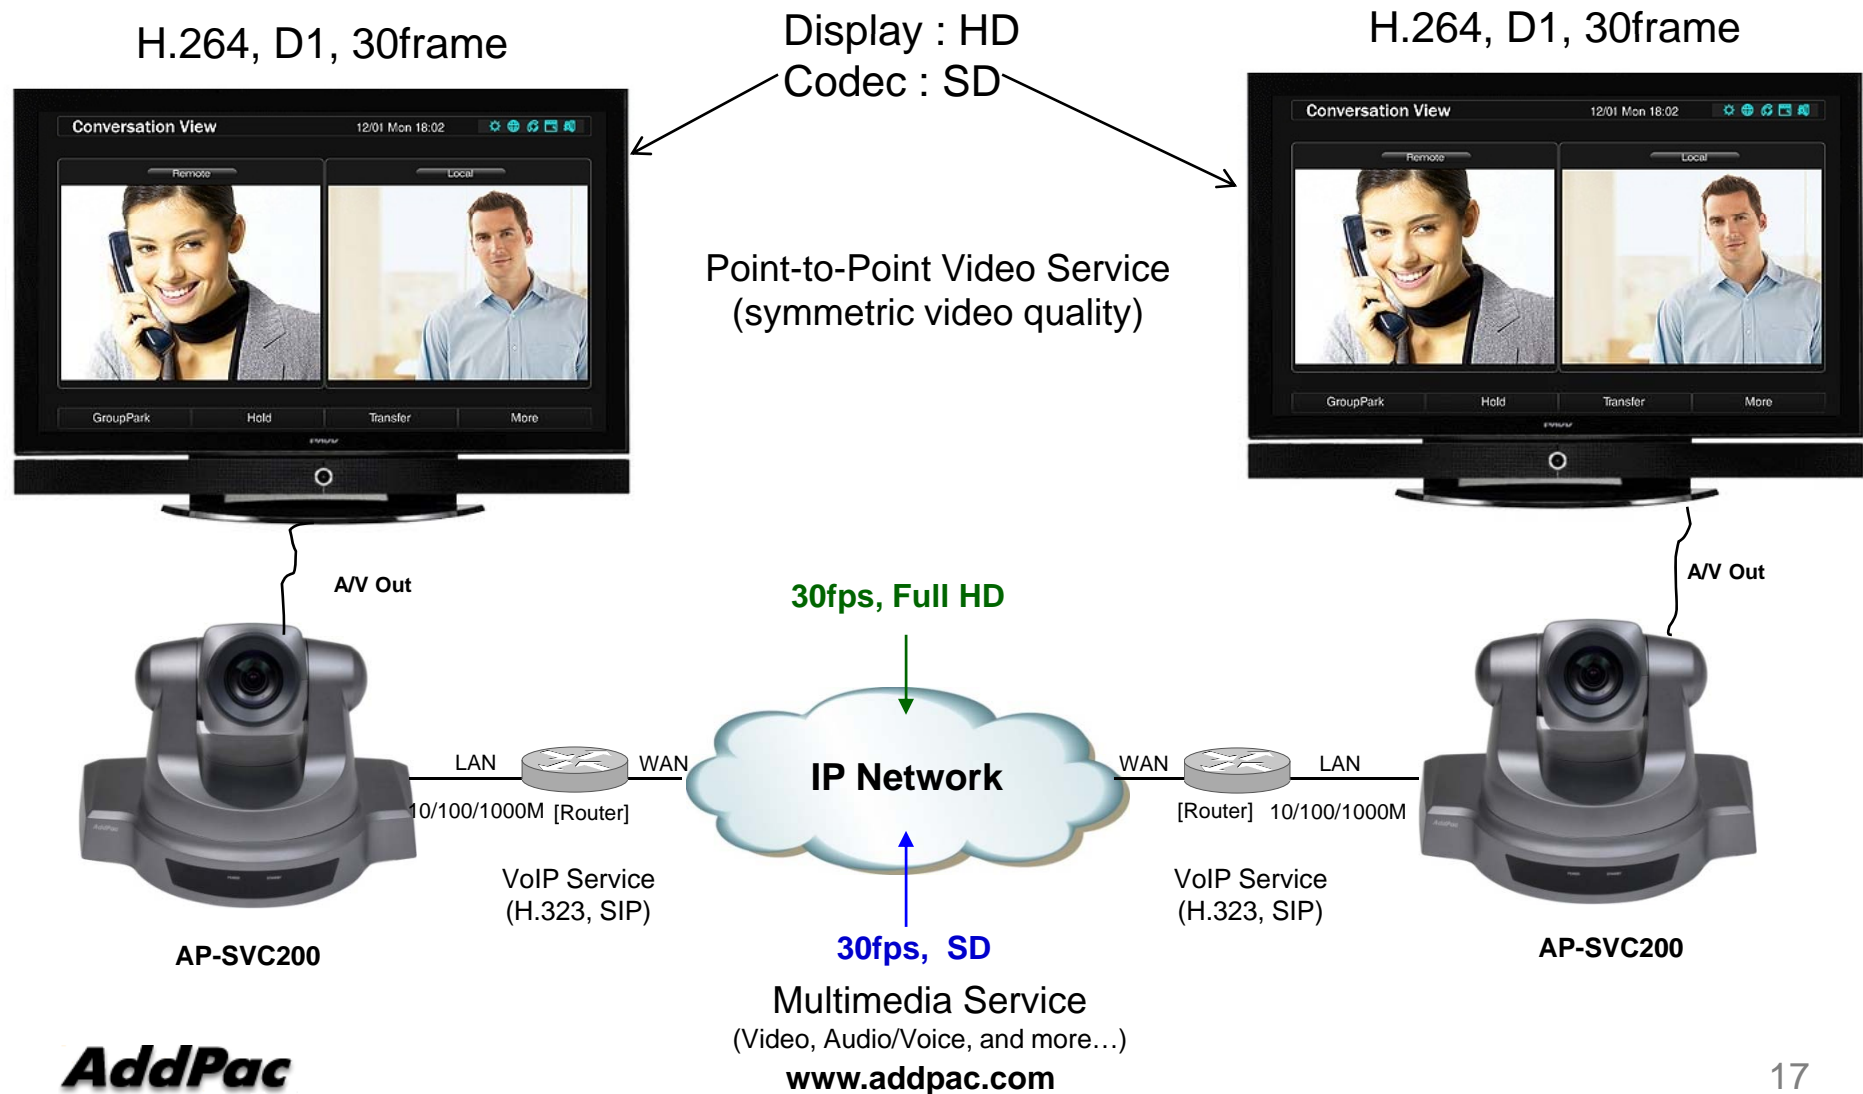 H.264, D1, 30frame
Display : HD
Codec : SD
H.264, D1, 30frame
Conversation View
12/01 Mon 18:02
Remote
Local
GroupPark
Hold
Transfer
More
Conversation View
12/01 Mon 18:02
Remote
Local
GroupPark
Hold
Transfer
More
Point-to-Point Video Service
(symmetric video quality)
A/V Out
A/V Out
30fps, Full HD
LAN
WAN
IP Network
WAN
LAN
10/100/1000M
[Router]
[Router]
10/100/1000M
AddPac
AddPac
VoIP Service
(H.323, SIP)
VoIP Service
(H.323, SIP)
AP-SVC200
30fps, SD
AP-SVC200
Multimedia Service
(Video, Audio/Voice, and more…)
AddPac
www.addpac.com
17